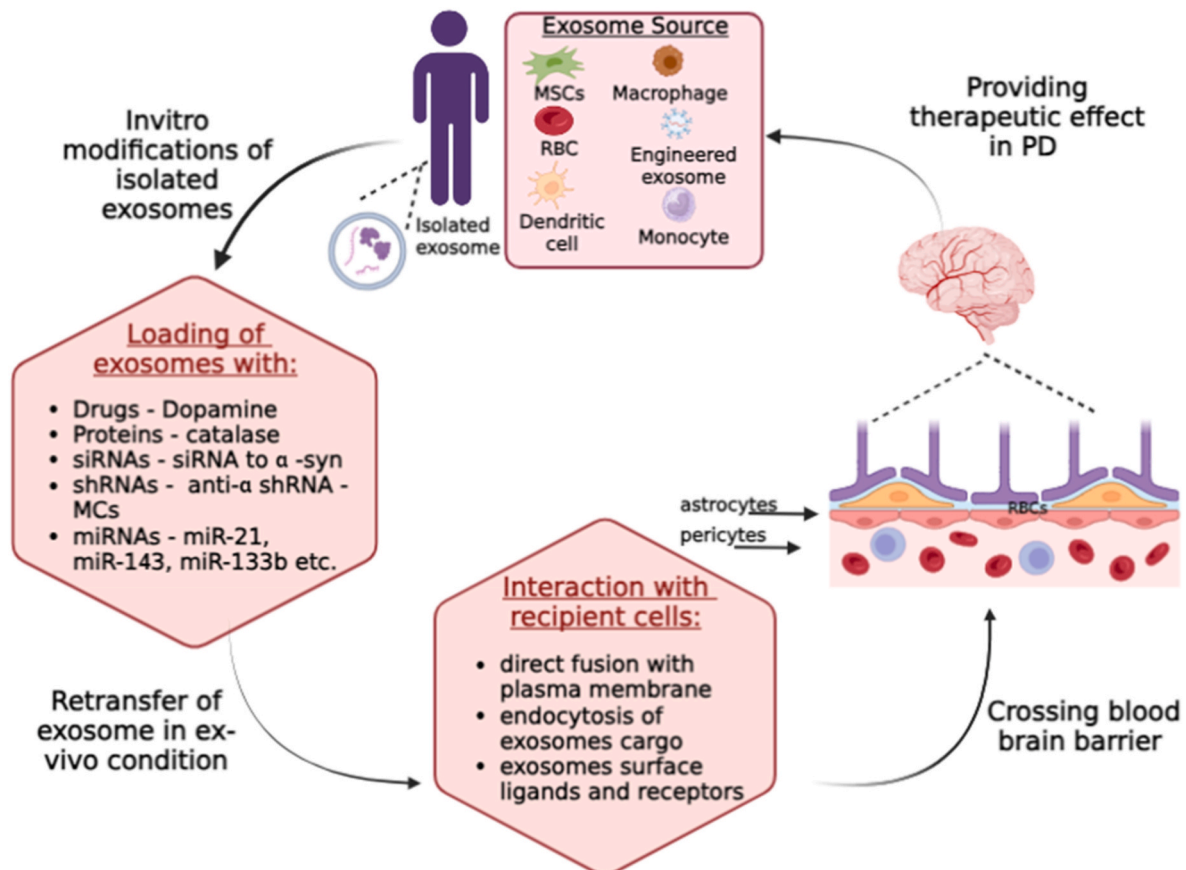 Exosome Source
MSCs
Macrophage
RBC
Engineered
exosome
Dendritic
cell
Monocyte
Isolated
exosome
Invitro
modifications of
isolated
exosomes
Loading of
exosomes with:
• Drugs - Dopamine
• Proteins - catalase
• siRNAs - siRNA to α -syn
• shRNAs - anti-α shRNA -
MCs
• miRNAs - miR-21,
miR-143, miR-133b etc.
Retransfer of
exosome in ex-
vivo condition
Interaction with
recipient cells:
• direct fusion with
plasma membrane
• endocytosis of
exosomes cargo
• exosomes surface
ligands and receptors
Crossing blood
brain barrier
astrocytes
pericytes
RBCs
Providing
therapeutic effect
in PD